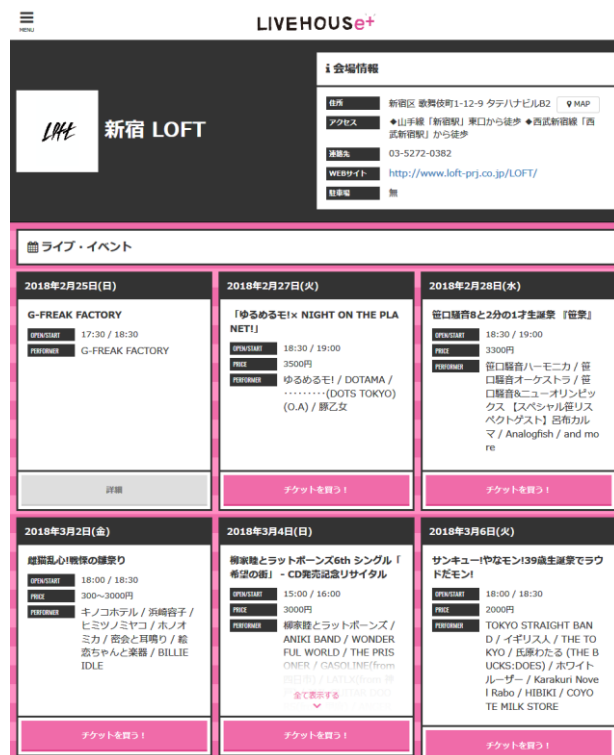 MENU
LIVEHOUSe+
LOFT
新宿 LOFT
i 会場情報
住所 新宿区 歌舞伎町1-12-9 タテハナビルB2 MAP
アクセス ◆山手線「新宿駅」東口から徒歩 ◆西武新宿線「西
武新宿駅」から徒歩
連絡先 03-5272-0382
WEBサイト http://www.loft-prj.co.jp/LOFT/
駐車場 無
ライブ・イベント
2018年2月25日(日)
G-FREAK FACTORY
OPEN/START 17:30 / 18:30
PERFORMER G-FREAK FACTORY
詳細
2018年2月27日(火)
「ゆるめるモ!× NIGHT ON THE PLA
NET!」
OPEN/START 18:30 / 19:00
PRICE 3500円
PERFORMER ゆるめるモ! / DOTAMA /
･････････(DOTS TOKYO)
(O.A) / 豚乙女
チケットを買う！
2018年2月28日(水)
笹口騒音8と2分の1才生誕祭 『笹祭』
OPEN/START 18:30 / 19:00
PRICE 3300円
PERFORMER 笹口騒音ハーモニカ / 笹
口騒音オーケストラ / 笹
口騒音&ニューオリンピッ
クス 【スペシャル笹リス
ペクトゲスト】呂布カル
マ / Analogfish / and mo
re
チケットを買う！
2018年3月2日(金)
雌猫乱心!戦慄の雛祭り
OPEN/START 18:00 / 18:30
PRICE 300～3000円
PERFORMER キノコホテル / 浜崎容子 /
ヒミツノミヤコ / ホノオ
ミカ / 密会と耳鳴り / 絵
恋ちゃんと楽器 / BILLIE
IDLE
チケットを買う！
2018年3月4日(日)
柳家睦とラットボーンズ6th シングル「
希望の街」 - CD発売記念リサイタル
OPEN/START 15:00 / 16:00
PRICE 3000円
PERFORMER 柳家睦とラットボーンズ /
ANIKI BAND / WONDER
FUL WORLD / THE PRIS
ONER / GASOLINE(from
四日市)
全て表示する
チケットを買う！
2018年3月6日(火)
サンキュー!やなモン!39歳生誕祭でラウ
ドだモン!
OPEN/START 18:00 / 18:30
PRICE 2000円
PERFORMER TOKYO STRAIGHT BAN
D / イギリス人 / THE TO
KYO / 氏原わたる (THE B
UCKS:DOES) / ホワイト
ルーザー / Karakuri Nove
l Rabo / HIBIKI / COYO
TE MILK STORE
チケットを買う！